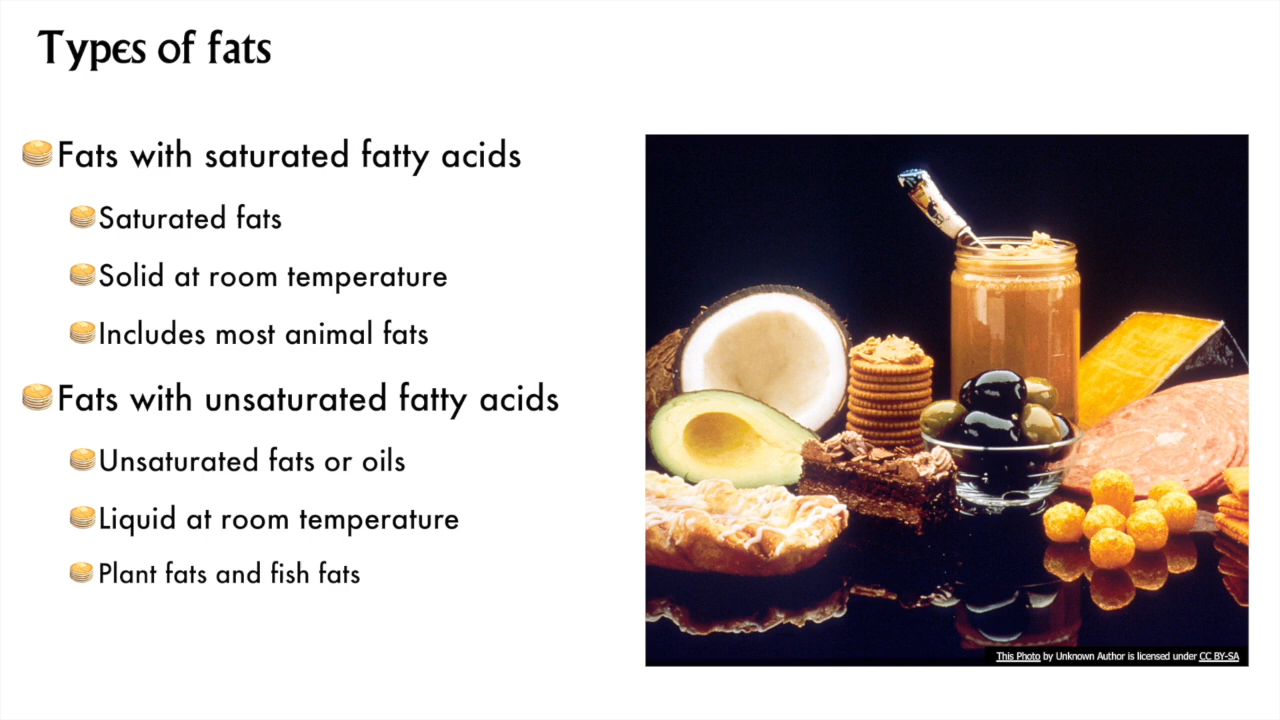 Types of fats
Fats with saturated fatty acids
Saturated fats
Solid at room temperature
Includes most animal fats
Fats with unsaturated fatty acids
Unsaturated fats or oils
Liquid at room temperature
Plant fats and fish fats
This Photo by Unknown Author is licensed under CC BY-SA